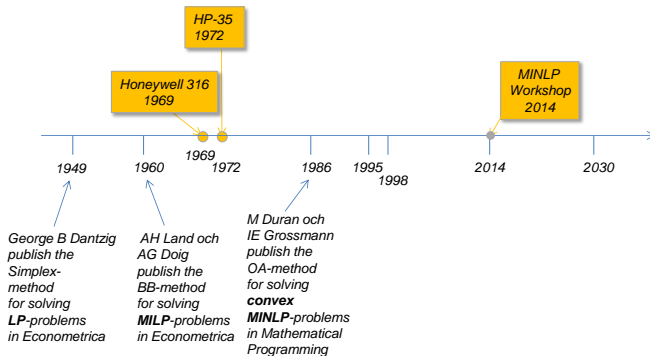 HP-35
1972
Honeywell 316
1969
MINLP
Workshop
2014
1949
1960
1969
1972
1986
1995
1998
2014
2030
George B Dantzig
publish the
Simplex-
method
for solving
LP-problems
in Econometrica
AH Land och
AG Doig
publish the
BB-method
for solving
MILP-problems
in Econometrica
M Duran och
IE Grossmann
publish the
OA-method
for solving
convex
MINLP-problems
in Mathematical
Programming